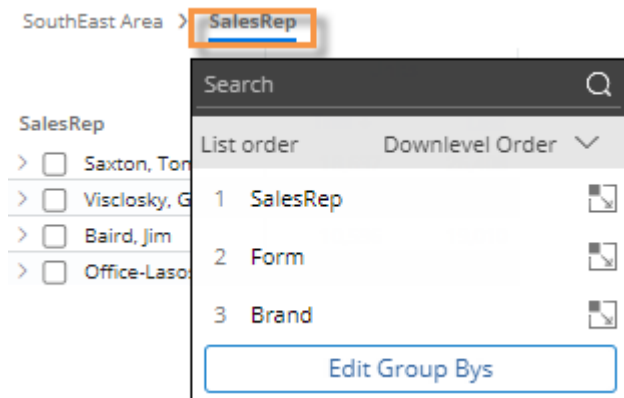 SouthEast Area > SalesRep
Search
SalesRep
List order Downlevel Order
Saxton, Tom
Visclosky, G
Baird, Jim
Office-Lasos
1 SalesRep
2 Form
3 Brand
Edit Group Bys